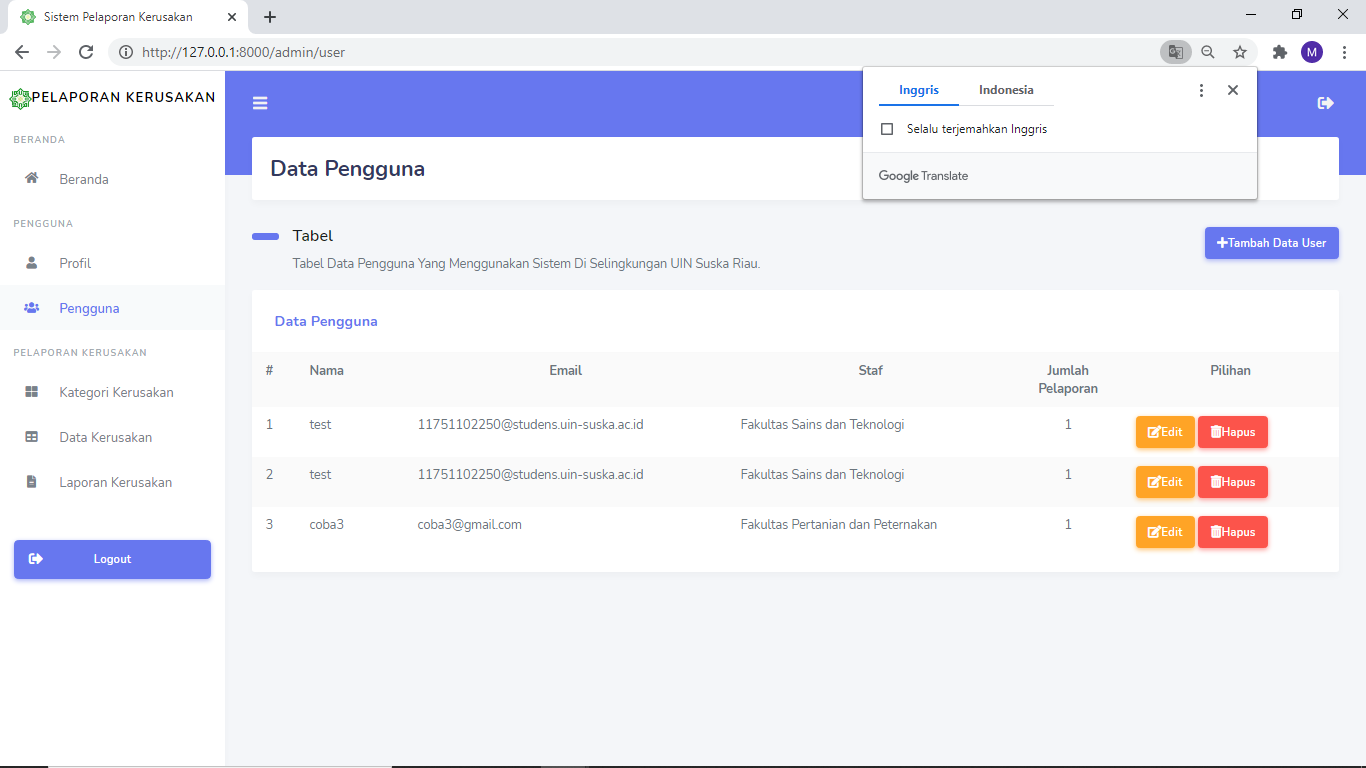 Sistem Pelaporan Kerusakan
http://127.0.0.1:8000/admin/user
M
Inggris Indonesia
Selalu terjemahkan Inggris
Google Translate
PELAPORAN KERUSAKAN
BERANDA
Beranda
PENGGUNA
Profil
Pengguna
PELAPORAN KERUSAKAN
Kategori Kerusakan
Data Kerusakan
Laporan Kerusakan
Logout
Data Pengguna
Tabel
Tabel Data Pengguna Yang Menggunakan Sistem Di Selingkungan UIN Suska Riau.
Tambah Data User
Data Pengguna
# Nama Email Staf Jumlah Pelaporan Pilihan
1 test 11751102250@studens.uin-suska.ac.id Fakultas Sains dan Teknologi 1 Edit Hapus
2 test 11751102250@studens.uin-suska.ac.id Fakultas Sains dan Teknologi 1 Edit Hapus
3 coba3 coba3@gmail.com Fakultas Pertanian dan Peternakan 1 Edit Hapus